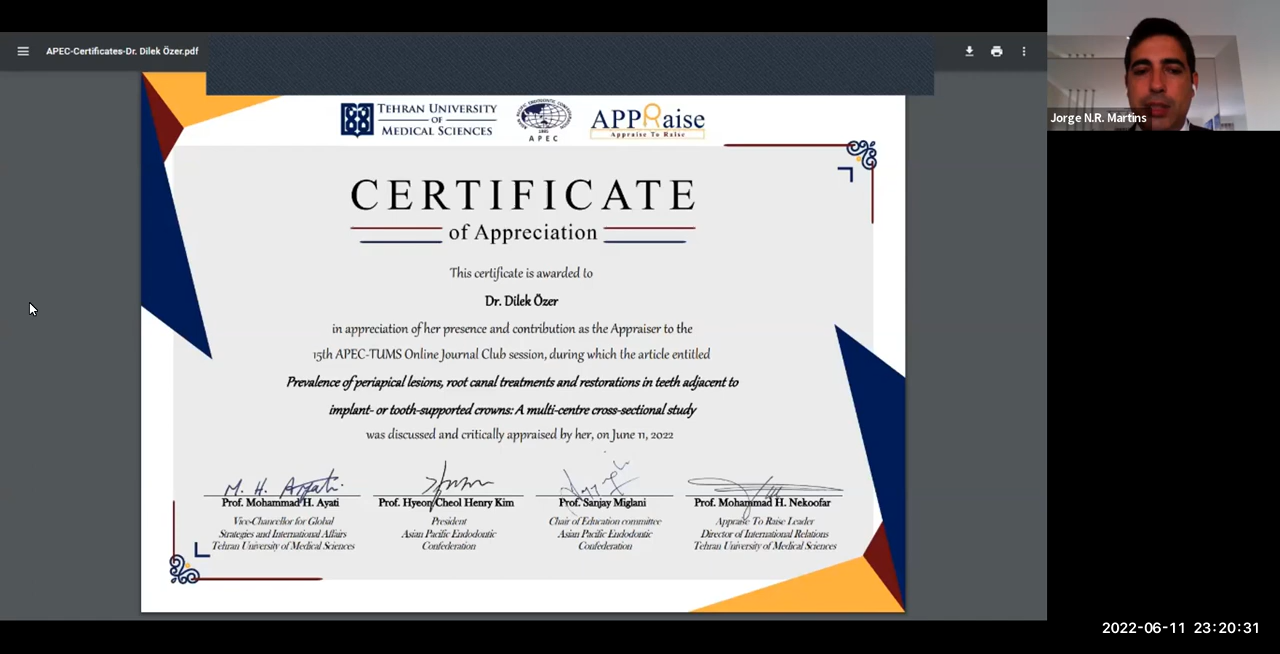 APEC-Certificates-Dr. Dilek Özer.pdf
Jorge N.R. Martins
TEHRAN UNIVERSITY
OF
MEDICAL SCIENCES
APEC
APPRaise
Appraise To Raise
CERTIFICATE
of Appreciation
This certificate is awarded to
Dr. Dilek Özer
in appreciation of her presence and contribution as the Appraiser to the
15th APEC-TUMS Online Journal Club session, during which the article entitled
Prevalence of periapical lesions, root canal treatments and restorations in teeth adjacent to
implant- or tooth-supported crowns: A multi-centre cross-sectional study
was discussed and critically appraised by her, on June 11, 2022
M. H. Ayati.
Prof. Mohammad H. Ayati
Vice-Chancellor for Global
Strategies and International Affairs
Tehran University of Medical Sciences
Prof. Hyeon Cheol Henry Kim
President
Asian Pacific Endodontic
Confederation
Prof. Sanjay Miglani
Chair of Education committee
Asian Pacific Endodontic
Confederation
Prof. Mohammad H. Nekoofar
Appraise To Raise Leader
Director of International Relations
Tehran University of Medical Sciences
2022-06-11 23:20:31